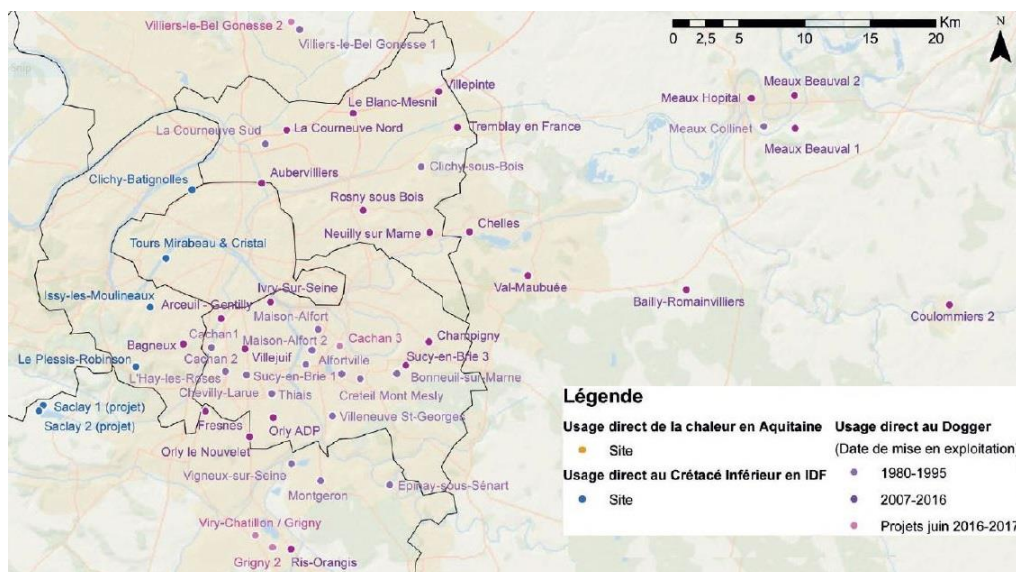 Villiers-le-Bel Gonesse 2
Villiers-le-Bel Gonesse 1
Km
0 2,5 5 10 15 20
N
Villepinte
Meaux Beauval 2
Meaux Hopital
Le Blanc-Mesnil
La Courneuve Sud
La Courneuve Nord
Tremblay en France
Meaux Collinet
Meaux Beauval 1
Clichy-sous-Bois
Clichy-Batignolles
Aubervilliers
Rosny sous Bois
Chelles
Neuilly sur Marne
Tours Mirabeau & Cristal
Val-Maubuée
Bailly-Romainvilliers
Issy-les-Moulineaux
Ivry-Sur-Seine
Arceuil - Gentilly
Maison-Alfort
Coulommiers 2
Cachan1
Maison-Alfort 2
Cachan 3
Champigny
Bagneux
Cachan 2
Villejuif
Alfortville
Sucy-en-Brie 3
Le Plessis-Robinson
L'Hay-les-Roses
Sucy-en-Brie 1
Bonneuil-sur-Marne
Chevilly-Larue
Thiais
Creteil Mont Mesly
Saclay 1 (projet)
Saclay 2 (projet)
Fresnes
Orly ADP
Villeneuve St-Georges
Orly le Nouvelet
Vigneux-sur-Seine
Montgeron
Epinay-sous-Sénart
Viry-Chatillon / Grigny
Grigny 2
Ris-Orangis
Légende
Usage direct de la chaleur en Aquitaine
Site
Usage direct au Crétacé Inférieur en IDF
Site
Usage direct au Dogger
(Date de mise en exploitation)
1980-1995
2007-2016
Projets juin 2016-2017